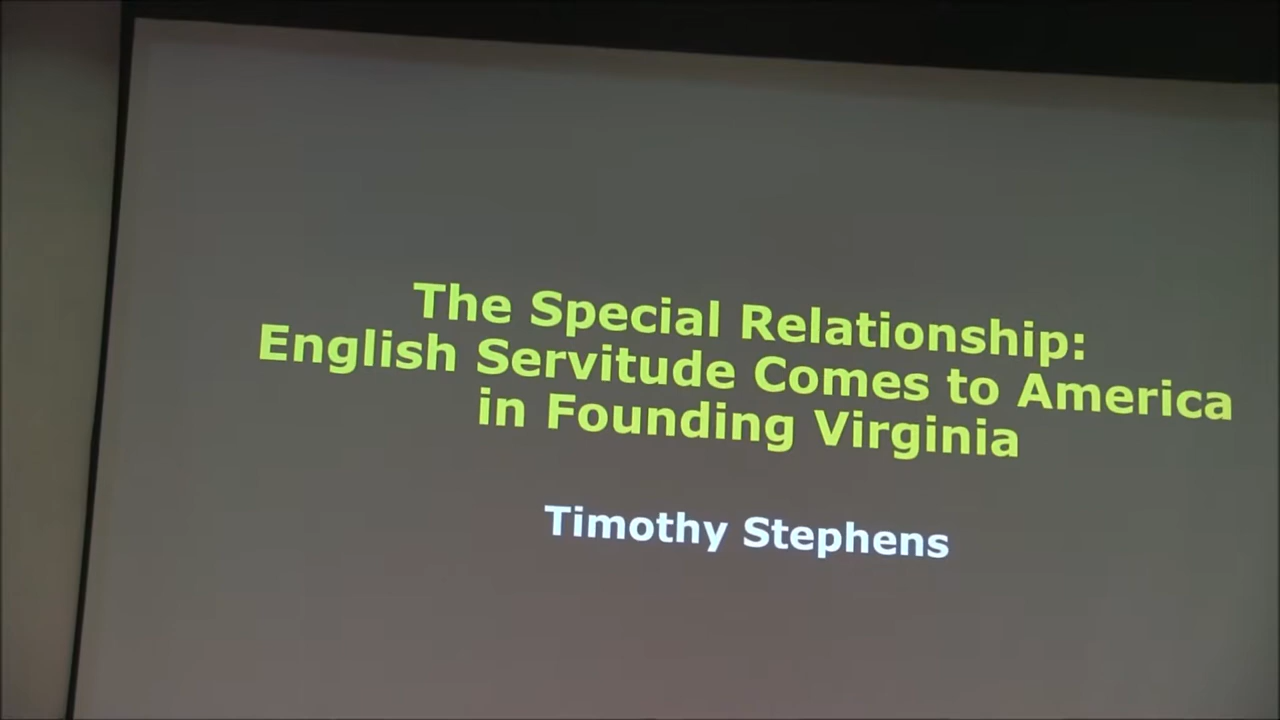 The Special Relationship:
English Servitude Comes to America
in Founding Virginia
Timothy Stephens